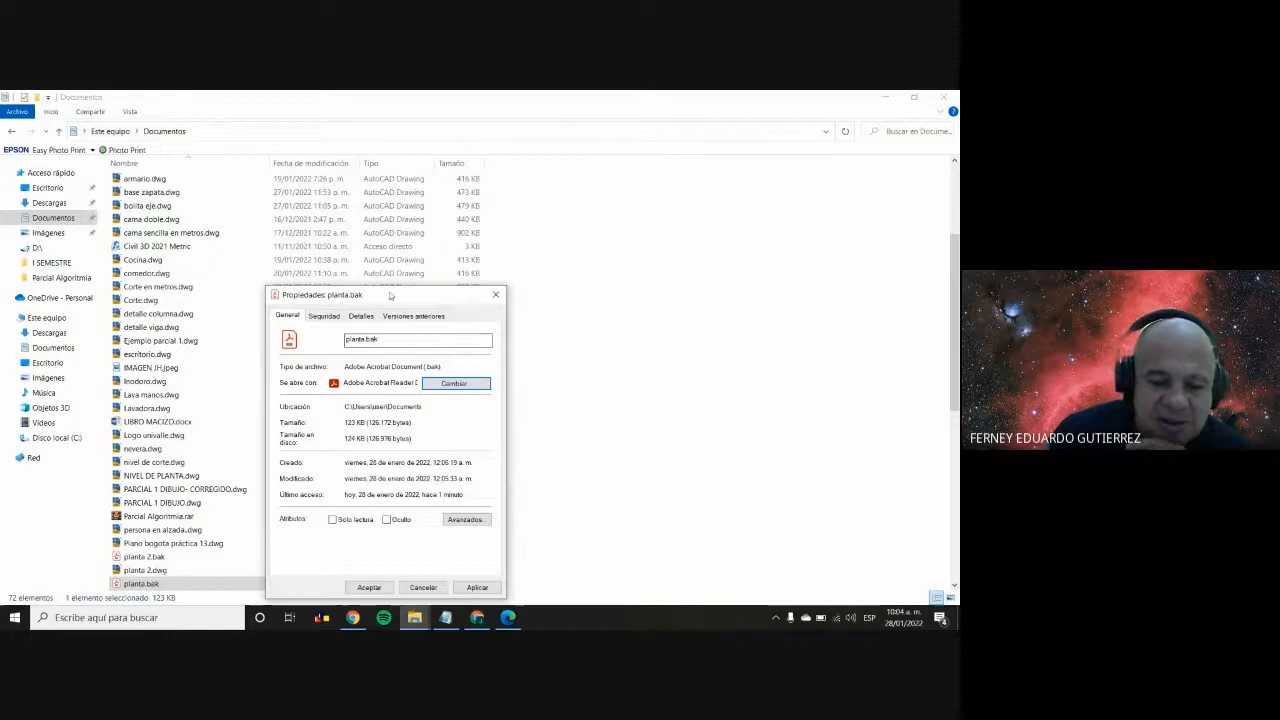 Documentos
Archivo Inicio Compartir Vista
Este equipo Documentos Buscar en Docume...
EPSON Easy Photo Print Photo Print
Nombre Fecha de modificación Tipo Tamaño
Acceso rápido
Escritorio
Descargas
Documentos
Imágenes
D:\
I SEMESTRE
Parcial Algoritmia
OneDrive - Personal
Este equipo
Descargas
Documentos
Escritorio
Imágenes
Música
Objetos 3D
Vídeos
Disco local (C:)
Red
armario.dwg 19/01/2022 7:26 p. m. AutoCAD Drawing 416 KB
base zapata.dwg 27/01/2022 11:53 p. m. AutoCAD Drawing 473 KB
bolita eje.dwg 27/01/2022 11:05 p. m. AutoCAD Drawing 479 KB
cama doble.dwg 16/12/2021 2:47 p. m. AutoCAD Drawing 440 KB
cama sencilla en metros.dwg 17/12/2021 10:22 a. m. AutoCAD Drawing 902 KB
Civil 3D 2021 Metric 11/11/2021 10:50 a. m. Acceso directo 3 KB
Cocina.dwg 19/01/2022 10:38 p. m. AutoCAD Drawing 413 KB
comedor.dwg 20/01/2022 11:10 a. m. AutoCAD Drawing 416 KB
Corte en metros.dwg
Corte.dwg
detalle columna.dwg
detalle viga.dwg
Ejemplo parcial 1.dwg
escritorio.dwg
IMAGEN JH.jpeg
Inodoro.dwg
Lava manos.dwg
Lavadora.dwg
LIBRO MACIZO.docx
Logo univalle.dwg
nevera.dwg
nivel de corte.dwg
NIVEL DE PLANTA.dwg
PARCIAL 1 DIBUJO- CORREGIDO.dwg
PARCIAL 1 DIBUJO.dwg
Parcial Algoritmia.rar
persona en alzada.dwg
Plano bogota práctica 13.dwg
planta 2.bak
planta 2.dwg
planta.bak
Propiedades: planta.bak
General Seguridad Detalles Versiones anteriores
planta.bak
Tipo de archivo: Adobe Acrobat Document (.bak)
Se abre con: Adobe Acrobat Reader D Cambiar...
Ubicación: C:\Users\user\Documents
Tamaño: 123 KB (126.172 bytes)
Tamaño en disco: 124 KB (126.976 bytes)
Creado: viernes, 28 de enero de 2022, 12:05:19 a. m.
Modificado: viernes, 28 de enero de 2022, 12:05:33 a. m.
Último acceso: hoy, 28 de enero de 2022, hace 1 minuto
Atributos: Solo lectura Oculto Avanzados...
Aceptar Cancelar Aplicar
72 elementos 1 elemento seleccionado 123 KB
Escribe aquí para buscar
ESP
10:04 a. m.
28/01/2022
FERNEY EDUARDO GUTIERREZ